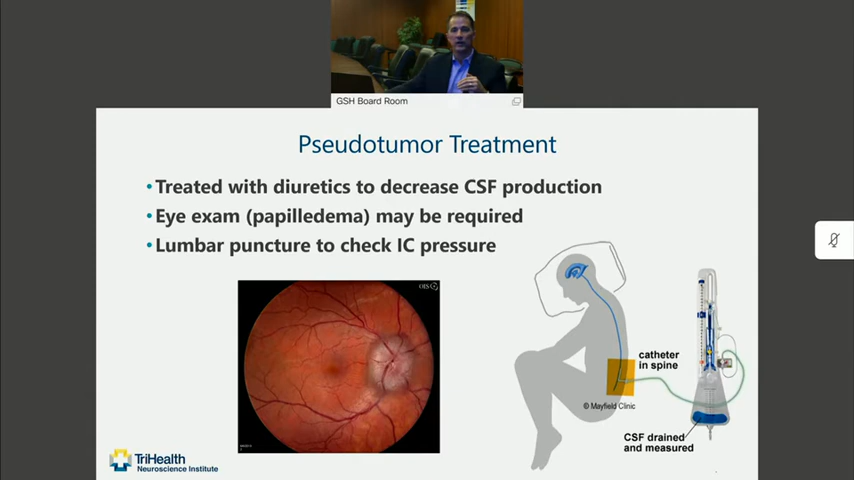 GSH Board Room
Pseudotumor Treatment
• Treated with diuretics to decrease CSF production
• Eye exam (papilledema) may be required
• Lumbar puncture to check IC pressure
OIS
catheter
in spine
© Mayfield Clinic
CSF drained
and measured
TriHealth
Neuroscience Institute